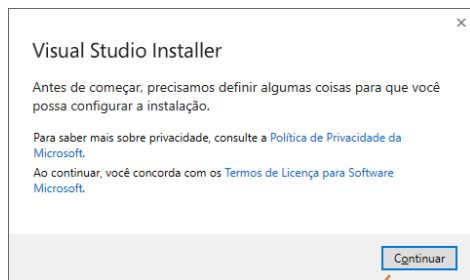 Visual Studio Installer
Antes de começar, precisamos definir algumas coisas para que você
possa configurar a instalação.
Para saber mais sobre privacidade, consulte a Política de Privacidade da
Microsoft.
Ao continuar, você concorda com os Termos de Licença para Software
Microsoft.
Continuar